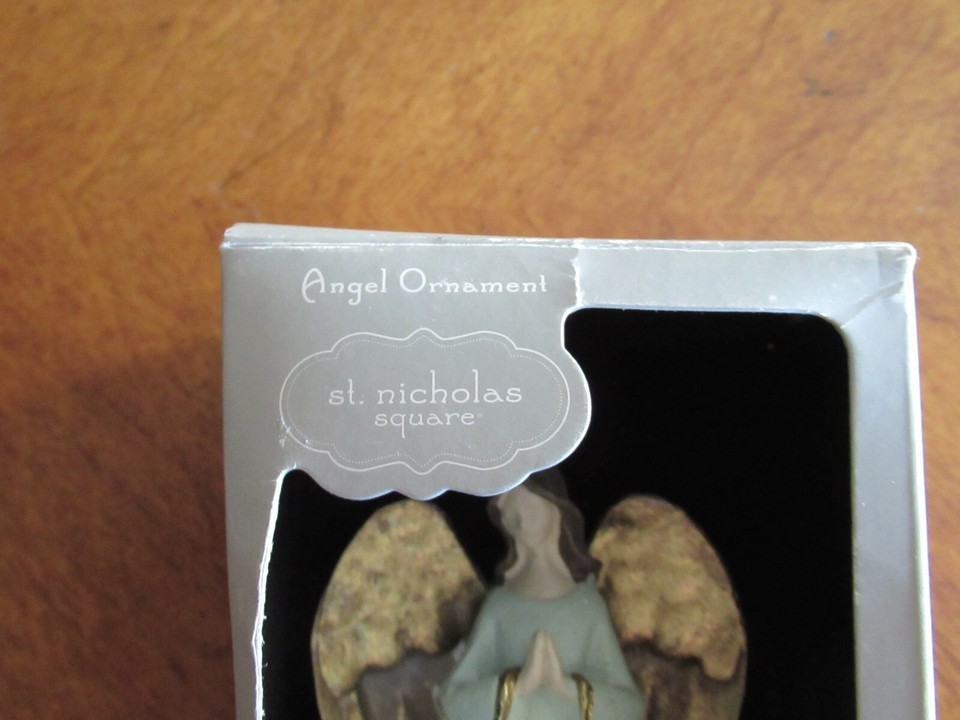 Angel Ornament
st. nicholas
square®